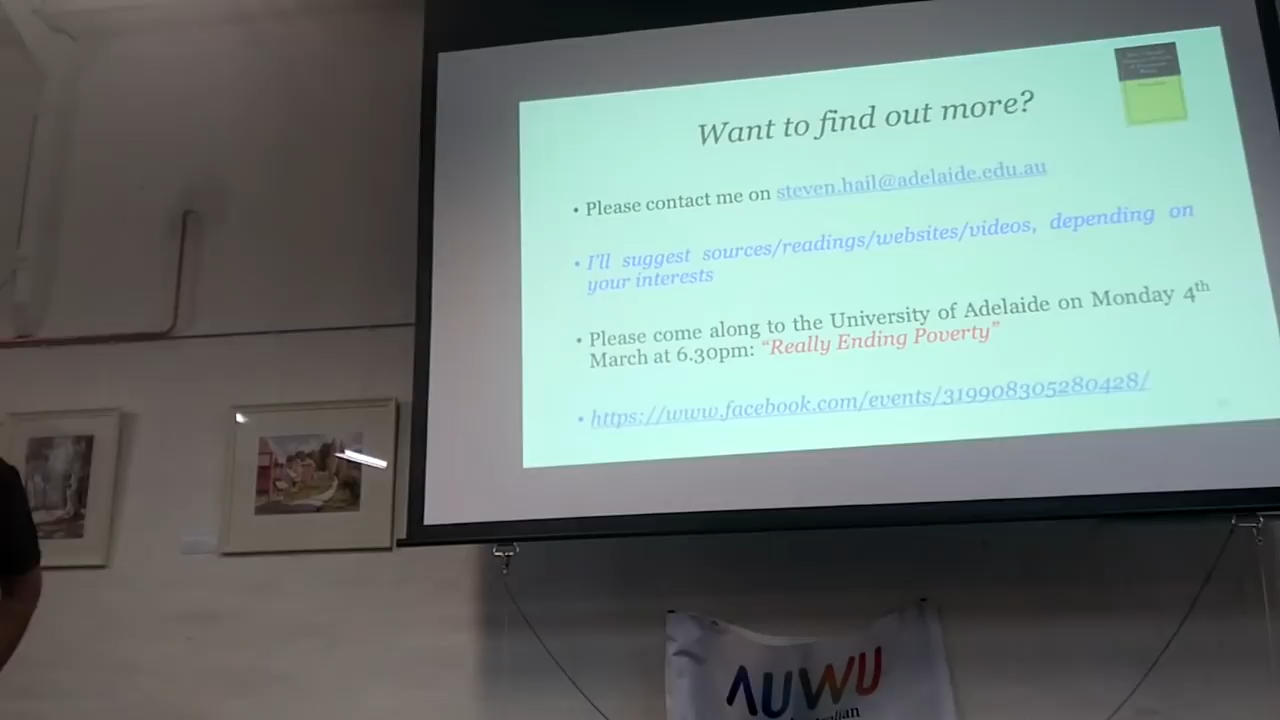 Want to find out more?
• Please contact me on steven.hail@adelaide.edu.au
• I'll suggest sources/readings/websites/videos, depending on
your interests
• Please come along to the University of Adelaide on Monday 4th
March at 6.30pm: “Really Ending Poverty”
• https://www.facebook.com/events/319908305280428/
AUWU